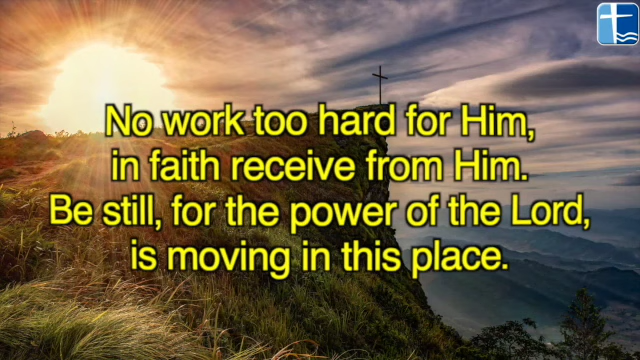 No work too hard for Him,
in faith receive from Him.
Be still, for the power of the Lord,
is moving in this place.